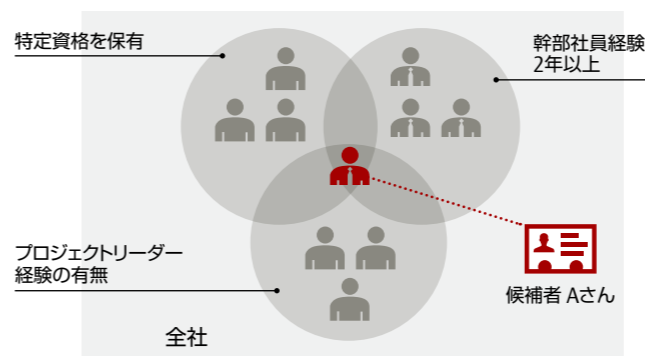 特定資格を保有
幹部社員経験
2年以上
プロジェクトリーダー
経験の有無
候補者 Aさん
全社